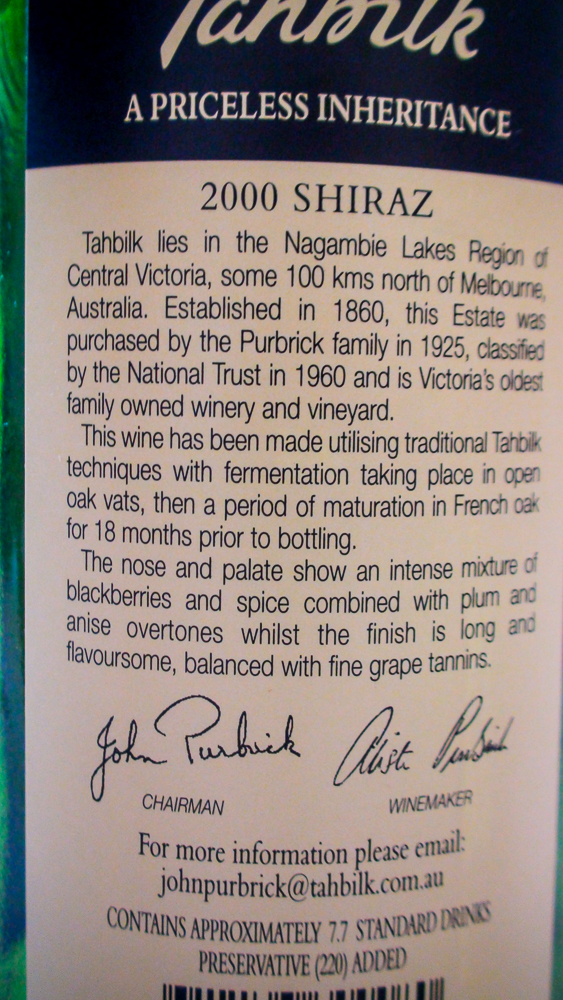 Tahbilk
A PRICELESS INHERITANCE
2000 SHIRAZ
Tahbilk lies in the Nagambie Lakes Region of
Central Victoria, some 100 kms north of Melbourne,
Australia. Established in 1860, this Estate was
purchased by the Purbrick family in 1925, classified
by the National Trust in 1960 and is Victoria's oldest
family owned winery and vineyard.
This wine has been made utilising traditional Tahbilk
techniques with fermentation taking place in open
oak vats, then a period of maturation in French oak
for 18 months prior to bottling.
The nose and palate show an intense mixture of
blackberries and spice combined with plum and
anise overtones whilst the finish is long and
flavoursome, balanced with fine grape tannins.
John Purbrick
CHAIRMAN WINEMAKER
For more information please email:
johnpurbrick@tahbilk.com.au
CONTAINS APPROXIMATELY 7.7 STANDARD DRINKS
PRESERVATIVE (220) ADDED